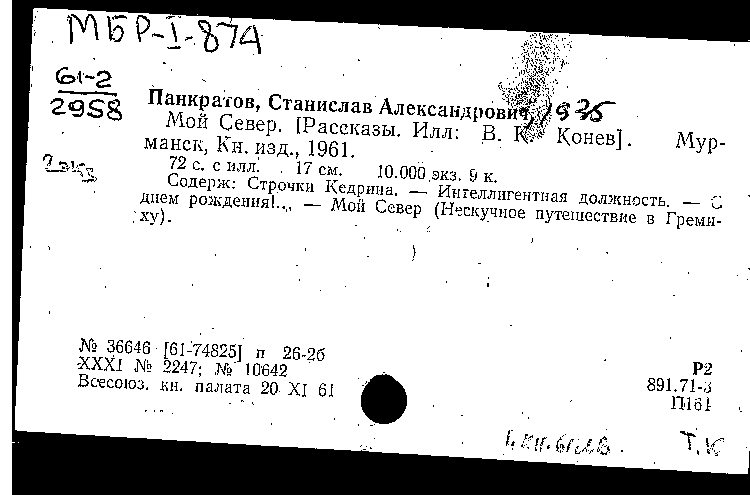 МБР-I-874
61-2
2958
Панкратов, Станислав Александрович, 1935
Мой Север. [Рассказы. Илл: В. К. Конев]. Мур-
манск, Кн. изд., 1961.
72 с. с илл. 17 см. 10.000 экз. 9 к.
Содерж: Строчки Кедрина. — Интеллигентная должность. — С
днем рождения!.. — Мой Север (Нескучное путешествие в Греми-
ху).
№ 36646 [61-74825] п 26-2б
XXXI № 2247; № 10642
Всесоюз. кн. палата 20 XI 61
Р2
891.71-3
П161
Т.К